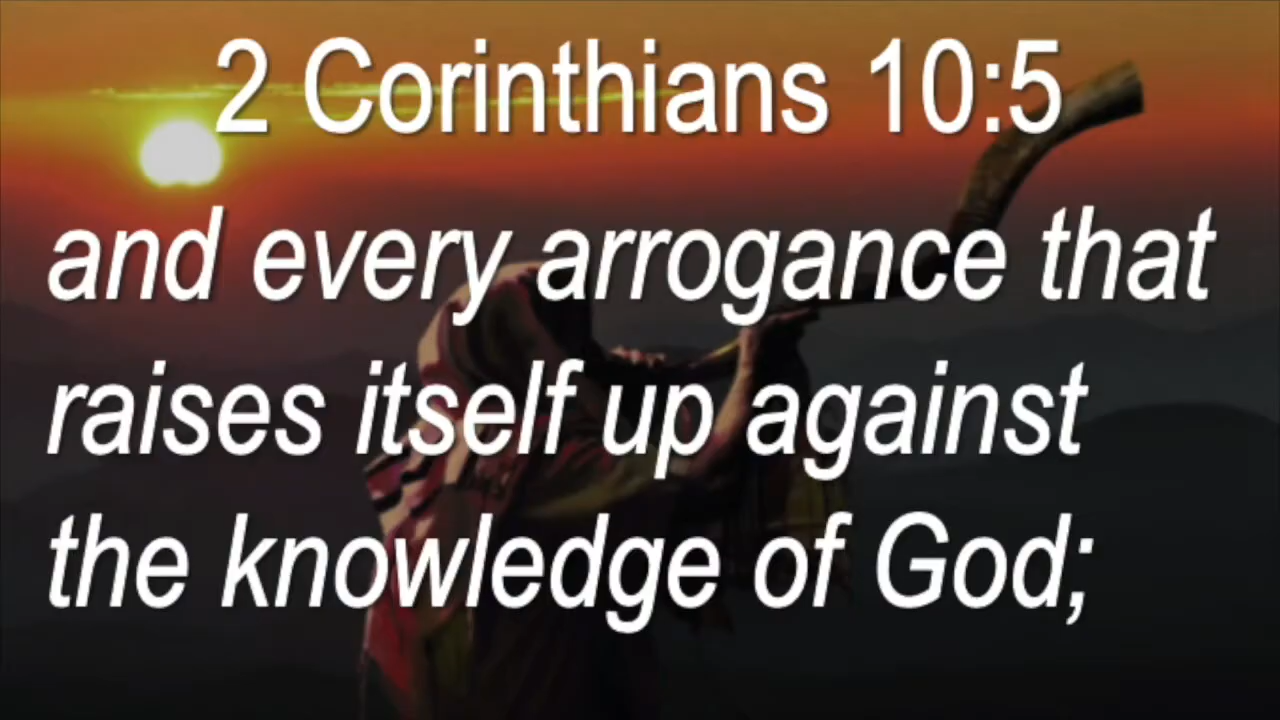 2 Corinthians 10:5
and every arrogance that
raises itself up against
the knowledge of God;